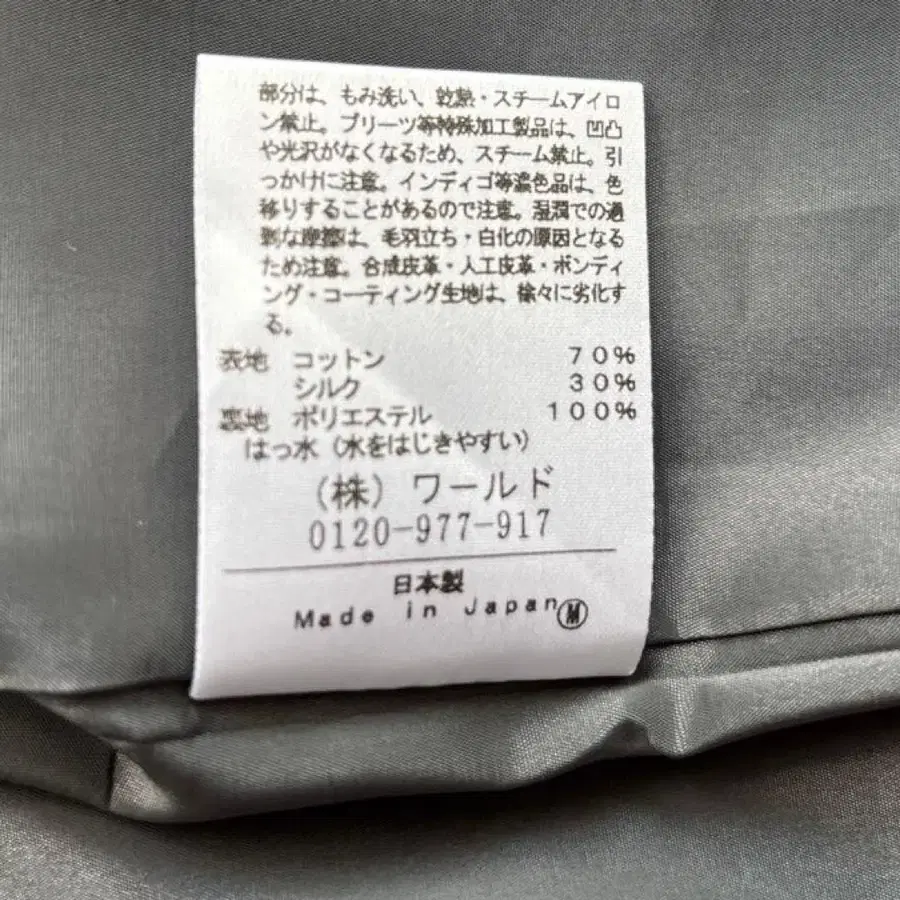 部分は、もみ洗い、乾熱・スチームアイロ
ン禁止。プリーツ等特殊加工製品は、凹凸
や光沢がなくなるため、スチーム禁止。引
っかけに注意。インディゴ等濃色品は、色
移りすることがあるので注意。湿潤での過
剰な摩擦は、毛羽立ち・白化の原因となる
ため注意。合成皮革・人工皮革・ボンディ
ング・コーティング生地は、徐々に劣化す
る。
表地 コットン 70%
シルク 30%
裏地 ポリエステル 100%
はっ水（水をはじきやすい）
（株）ワールド
0120-977-917
日本製
Made in Japan Ⓜ